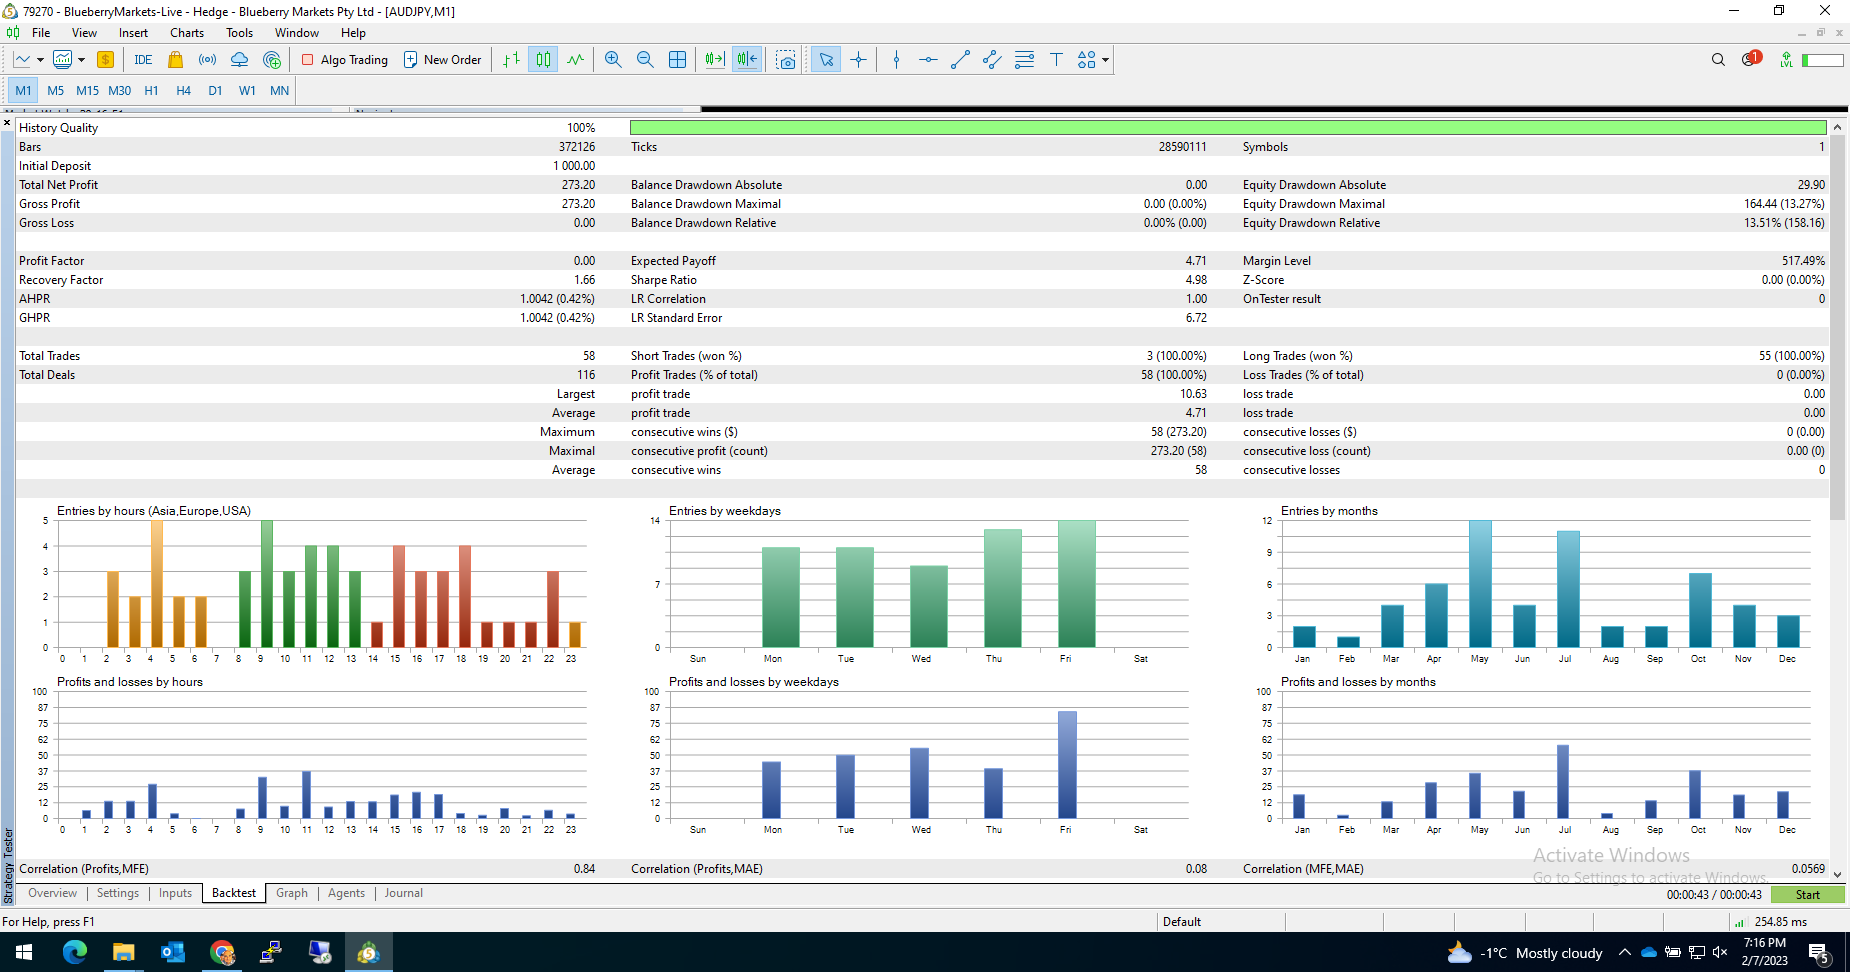 79270 - BlueberryMarkets-Live - Hedge - Blueberry Markets Pty Ltd - [AUDJPY,M1]
File View Insert Charts Tools Window Help
IDE Algo Trading New Order 1 LVL
M1 M5 M15 M30 H1 H4 D1 W1 MN
History Quality 100%
Bars 372126 Ticks 28590111 Symbols 1
Initial Deposit 1 000.00
Total Net Profit 273.20 Balance Drawdown Absolute 0.00 Equity Drawdown Absolute 29.90
Gross Profit 273.20 Balance Drawdown Maximal 0.00 (0.00%) Equity Drawdown Maximal 164.44 (13.27%)
Gross Loss 0.00 Balance Drawdown Relative 0.00% (0.00) Equity Drawdown Relative 13.51% (158.16)
Profit Factor 0.00 Expected Payoff 4.71 Margin Level 517.49%
Recovery Factor 1.66 Sharpe Ratio 4.98 Z-Score 0.00 (0.00%)
AHPR 1.0042 (0.42%) LR Correlation 1.00 OnTester result 0
GHPR 1.0042 (0.42%) LR Standard Error 6.72
Total Trades 58 Short Trades (won %) 3 (100.00%) Long Trades (won %) 55 (100.00%)
Total Deals 116 Profit Trades (% of total) 58 (100.00%) Loss Trades (% of total) 0 (0.00%)
Largest profit trade 10.63 loss trade 0.00
Average profit trade 4.71 loss trade 0.00
Maximum consecutive wins ($) 58 (273.20) consecutive losses ($) 0 (0.00)
Maximal consecutive profit (count) 273.20 (58) consecutive loss (count) 0.00 (0)
Average consecutive wins 58 consecutive losses 0
Entries by hours (Asia,Europe,USA) Entries by weekdays Entries by months
5 14 12
4 9
3 7 6
2 3
1
0 0 0
0 1 2 3 4 5 6 7 8 9 10 11 12 13 14 15 16 17 18 19 20 21 22 23 Sun Mon Tue Wed Thu Fri Sat Jan Feb Mar Apr May Jun Jul Aug Sep Oct Nov Dec
Profits and losses by hours Profits and losses by weekdays Profits and losses by months
100 100 100
87 87 87
75 75 75
62 62 62
50 50 50
37 37 37
25 25 25
12 12 12
0 0 0
0 1 2 3 4 5 6 7 8 9 10 11 12 13 14 15 16 17 18 19 20 21 22 23 Sun Mon Tue Wed Thu Fri Sat Jan Feb Mar Apr May Jun Jul Aug Sep Oct Nov Dec
Activate Windows
Correlation (Profits,MFE) 0.84 Correlation (Profits,MAE) 0.08 Correlation (MFE,MAE) 0.0569
Go to Settings to activate Windows.
Strategy Tester
Overview Settings Inputs Backtest Graph Agents Journal 00:00:43 / 00:00:43 Start
For Help, press F1 Default 254.85 ms
-1°C Mostly cloudy 7:16 PM
2/7/2023 5